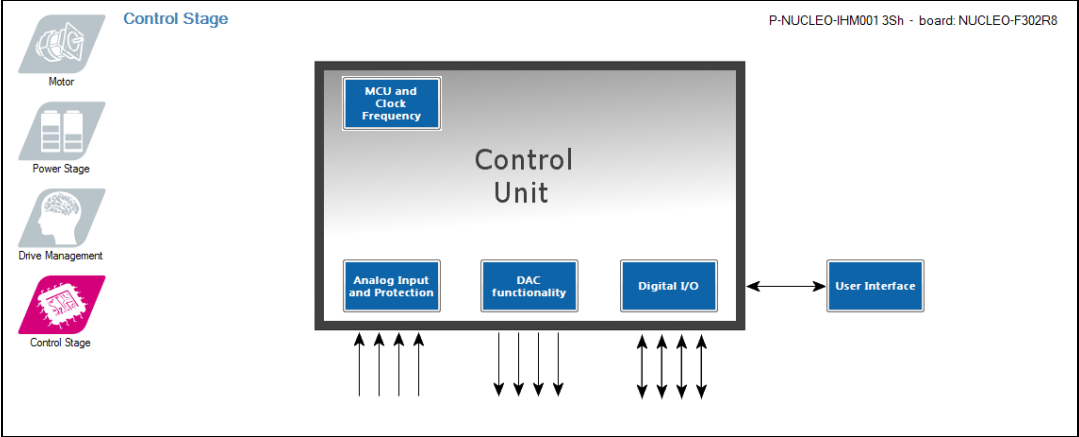 Control Stage
P-NUCLEO-IHM001 3Sh - board: NUCLEO-F302R8
Motor
Power Stage
Drive Management
Control Stage
MCU and
Clock
Frequency
Control
Unit
Analog Input
and Protection
DAC
functionality
Digital I/O
User Interface